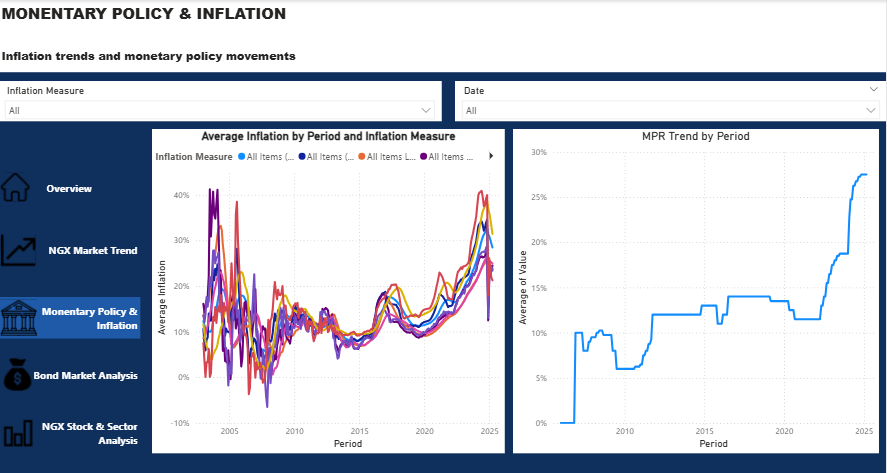 MONENTARY POLICY & INFLATION
Inflation trends and monetary policy movements
Inflation Measure
All
Date
All
Overview
NGX Market Trend
Monentary Policy &
Inflation
Bond Market Analysis
NGX Stock & Sector
Analysis
Average Inflation by Period and Inflation Measure
Inflation Measure All Items (... All Items (... All Items L... All Items ...
Average Inflation
40%
30%
20%
10%
0%
-10%
2005 2010 2015 2020 2025
Period
MPR Trend by Period
Average of Value
30%
25%
20%
15%
10%
5%
0%
2010 2015 2020 2025
Period